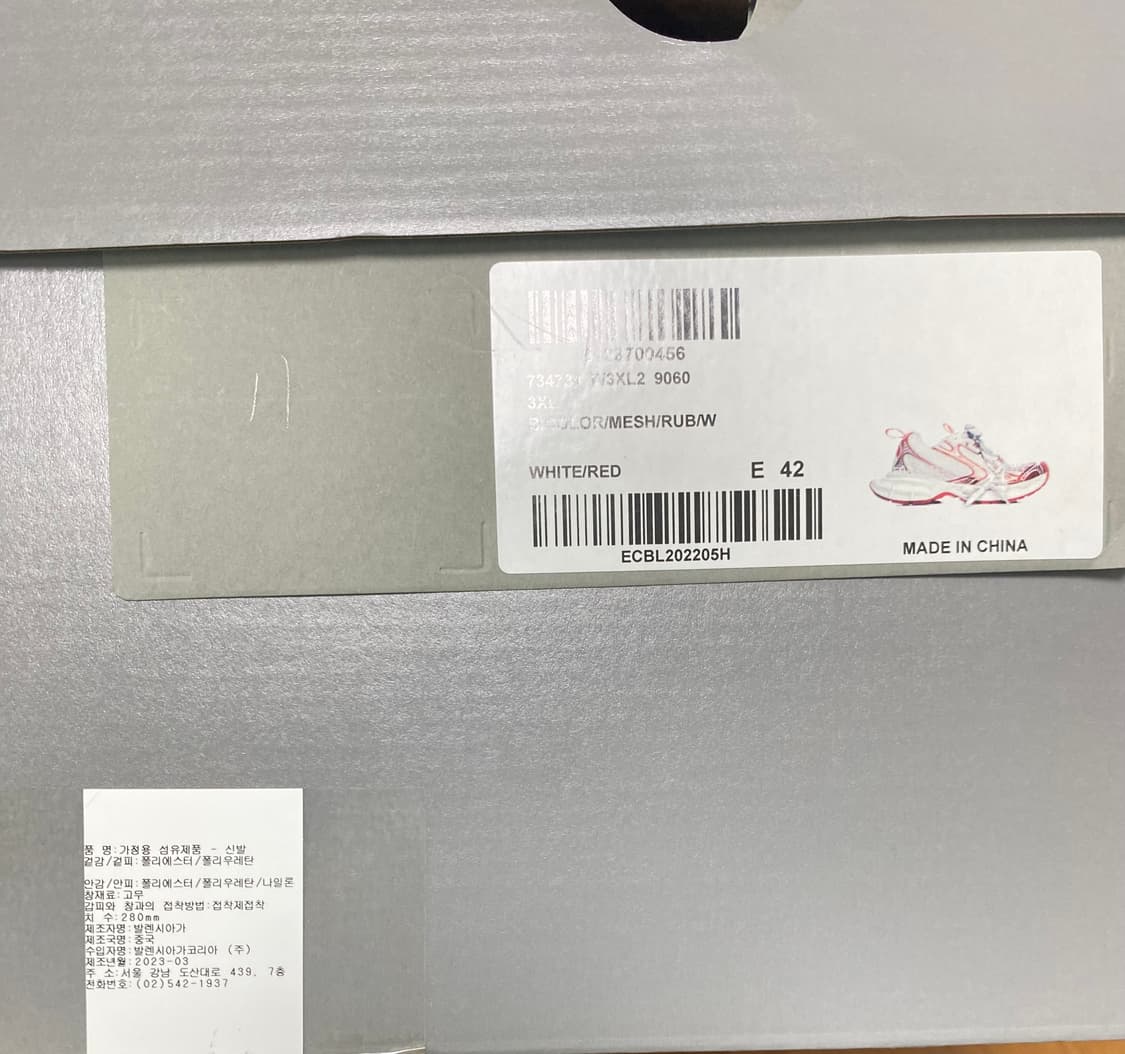 3700456
W3XL2 9060
/MESH/RUB/W
WHITE/RED
E 42
ECBL202205H
MADE IN CHINA
품 명:가정용 섬유제품 - 신발
겉감/겉피:폴리에스터/폴리우레탄
안감/안피:폴리에스터/폴리우레탄/나일론
창재료:고무
갑피와 창과의 접착방법:접착제접착
치 수:280mm
제조자명:발렌시아가
제조국명:중국
수입자명:발렌시아가코리아 (주)
제조년월:2023-03
주 소:서울 강남 도산대로 439, 7층
전화번호:(02)542-1937